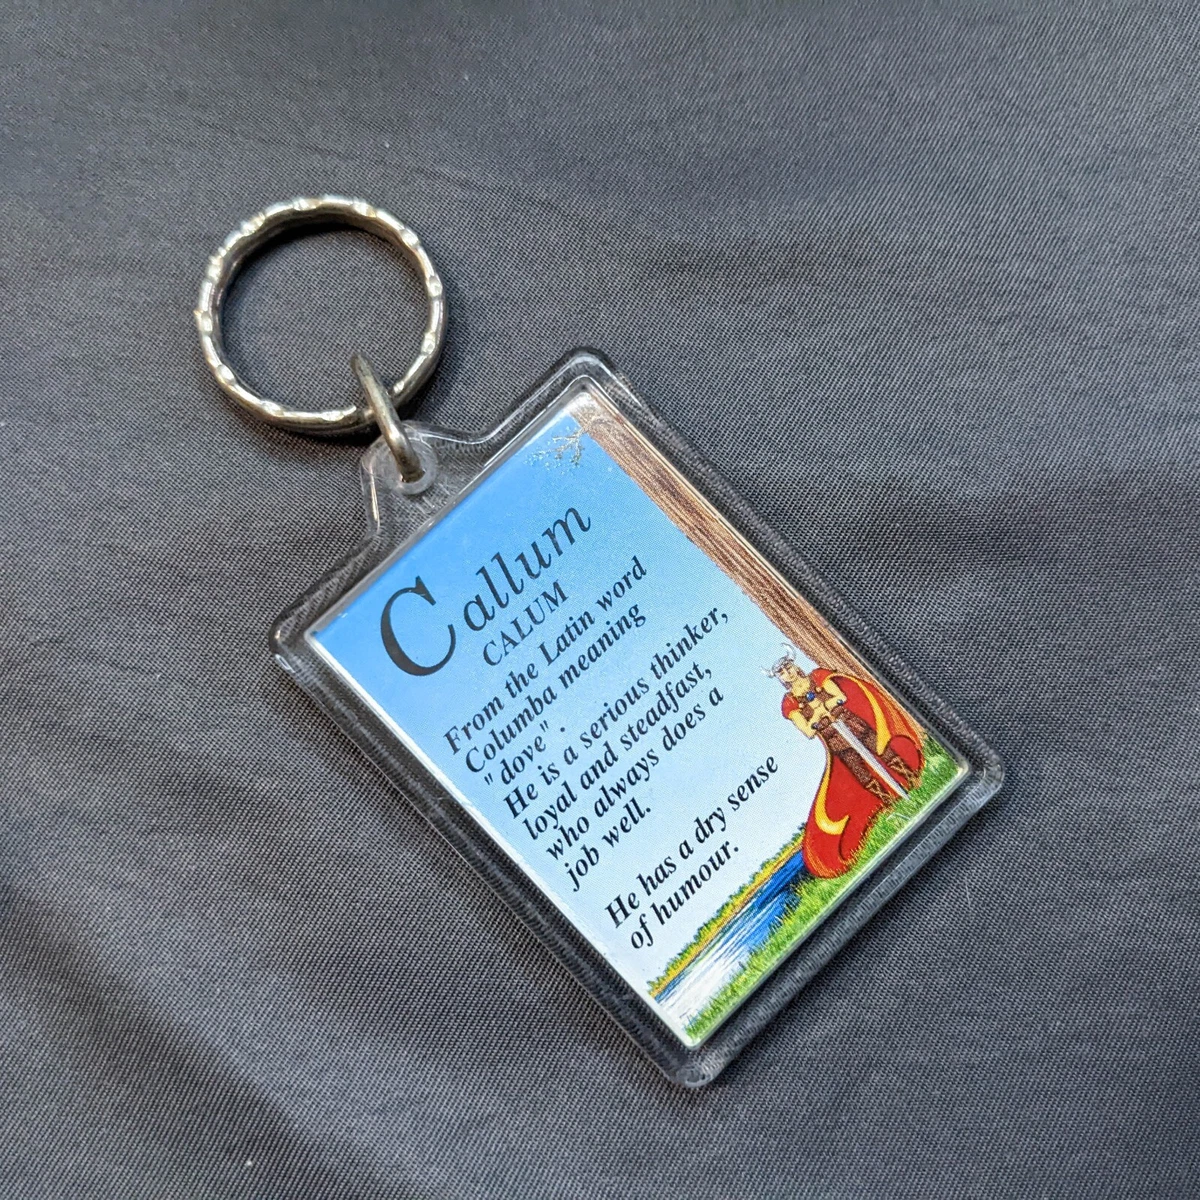 Callum
CALUM
From the Latin word
Columba meaning
"dove".
He is a serious thinker,
loyal and steadfast,
who always does a
job well.
He has a dry sense
of humour.